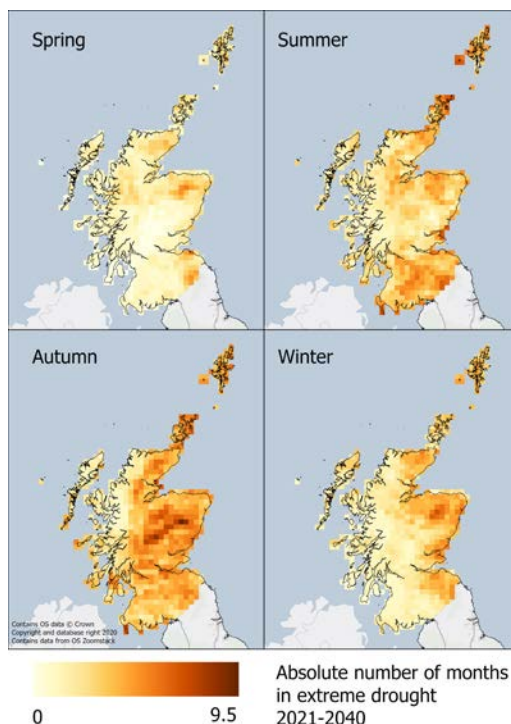 Spring
Summer
Autumn
Winter
Contains OS data © Crown
Copyright and database right 2020
Contains data from OS Zoomstack
0
9.5
Absolute number of months
in extreme drought
2021-2040